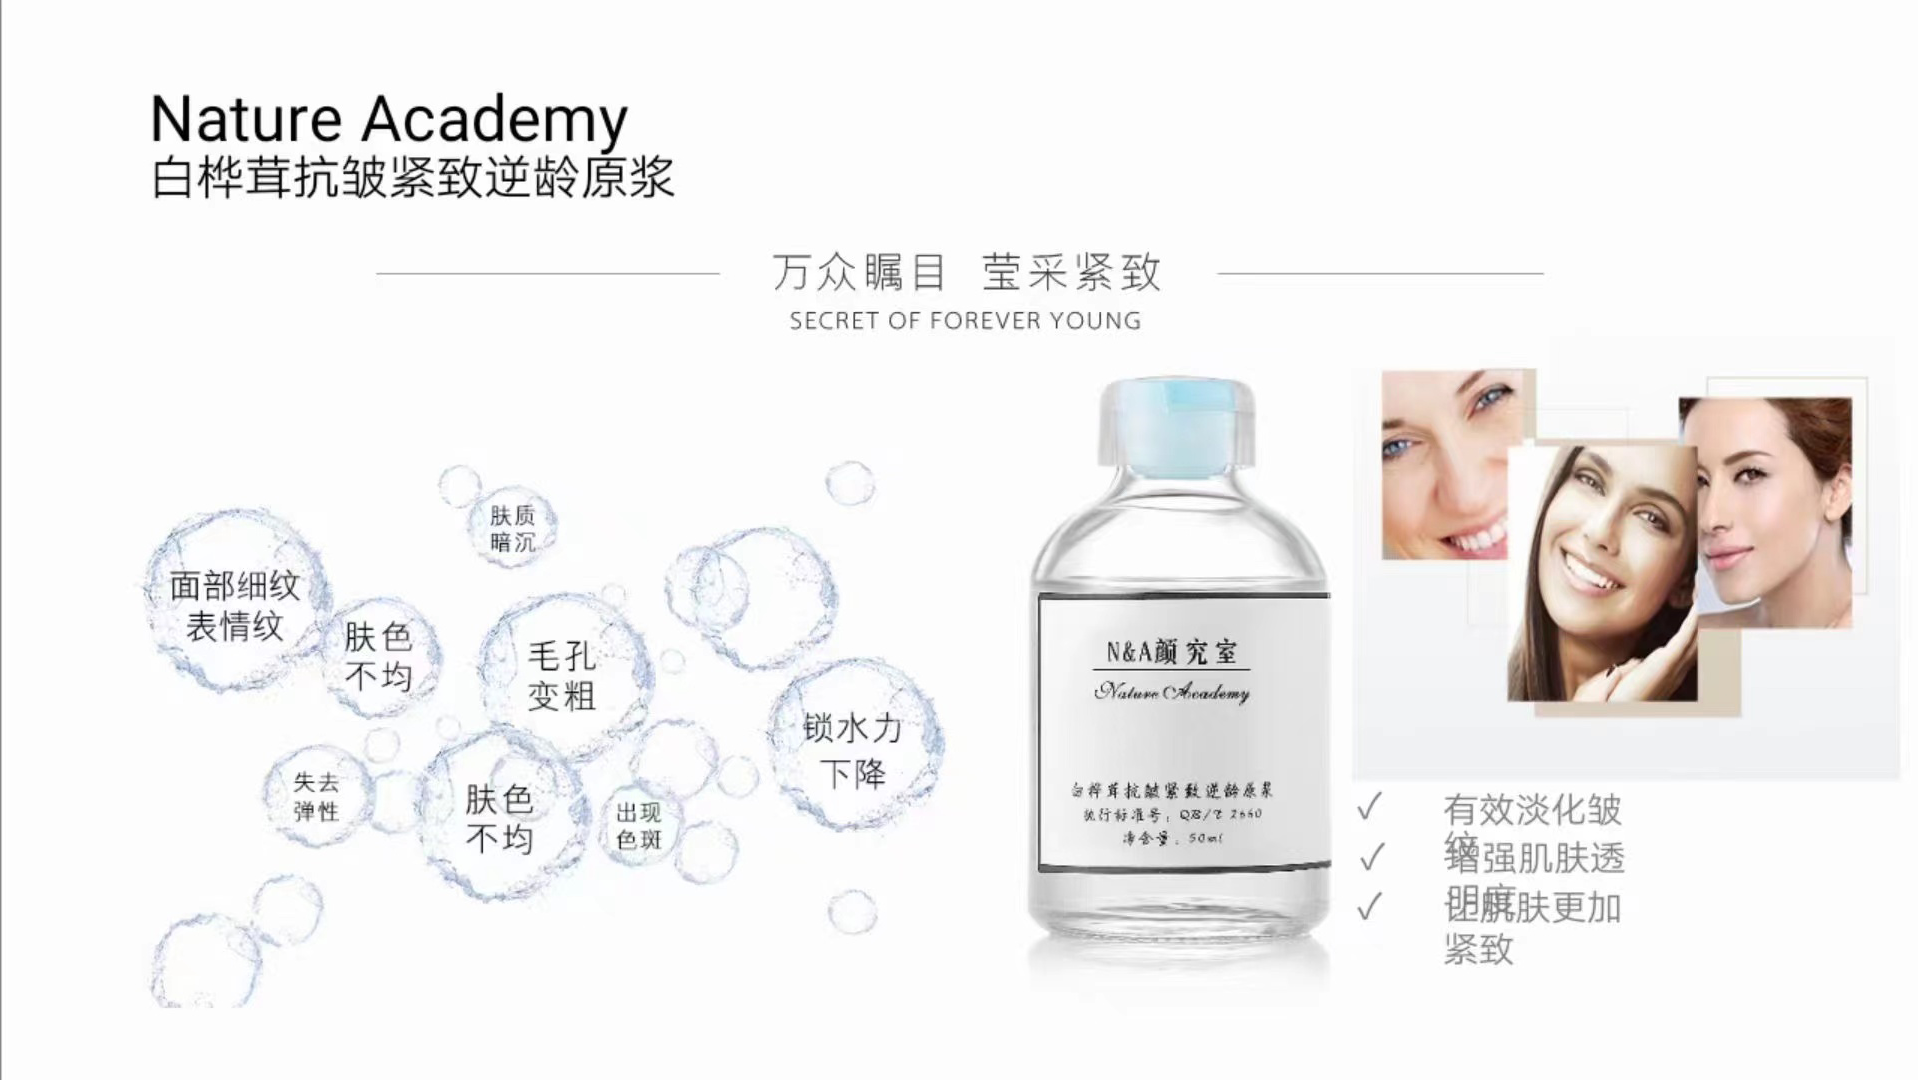 Nature Academy
白桦茸抗皱紧致逆龄原浆
万众瞩目 莹采紧致
SECRET OF FOREVER YOUNG
肤质
暗沉
面部细纹
表情纹
肤色
不均
毛孔
变粗
锁水力
下降
失去
弹性
肤色
不均
出现
色斑
N&A颜究室
Nature Academy
白桦茸抗皱紧致逆龄原浆
执行标准号：QB/T 2660
净含量：50ml
✓ 有效淡化皱
纹
✓ 增强肌肤透
明度
✓ 让肌肤更加
紧致